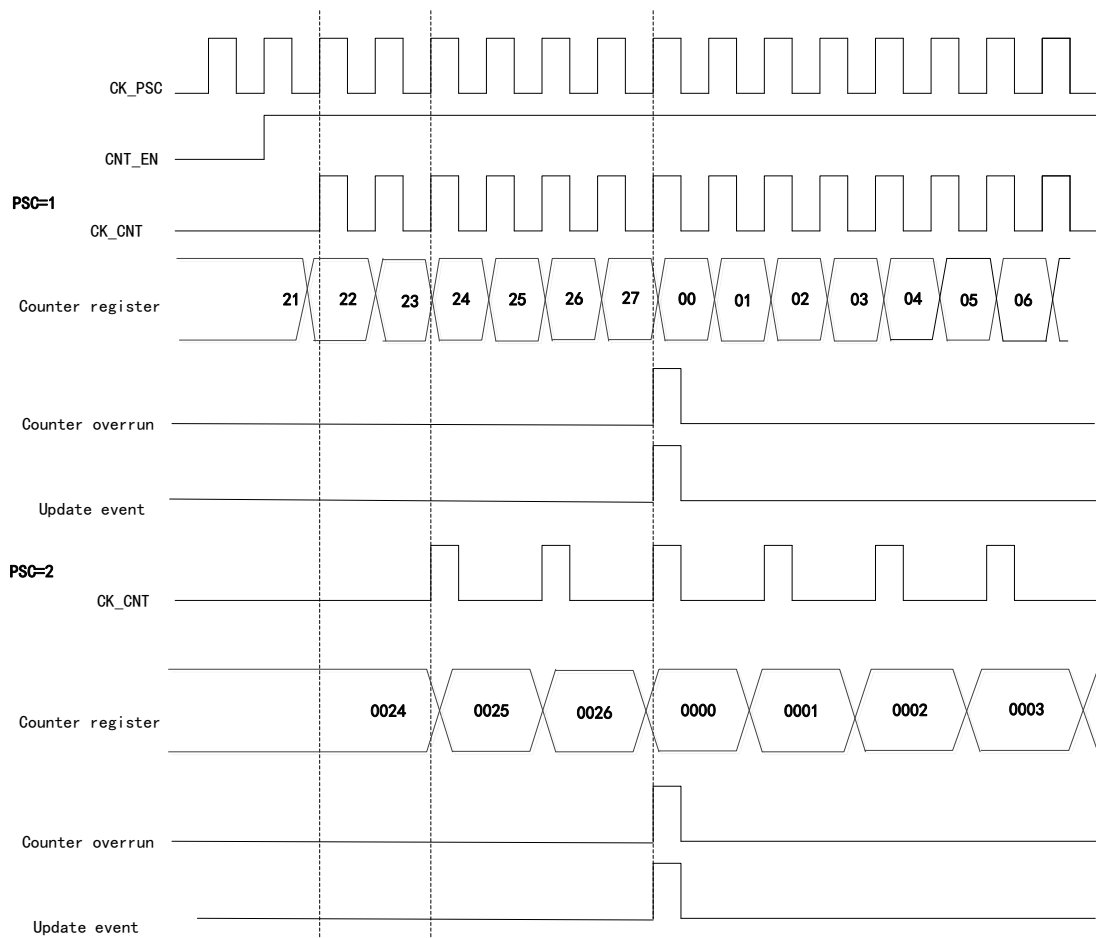 CK_PSC
CNT_EN
PSC=1
CK_CNT
Counter register
21 22 23 24 25 26 27 00 01 02 03 04 05 06
Counter overrun
Update event
PSC=2
CK_CNT
Counter register
0024 0025 0026 0000 0001 0002 0003
Counter overrun
Update event